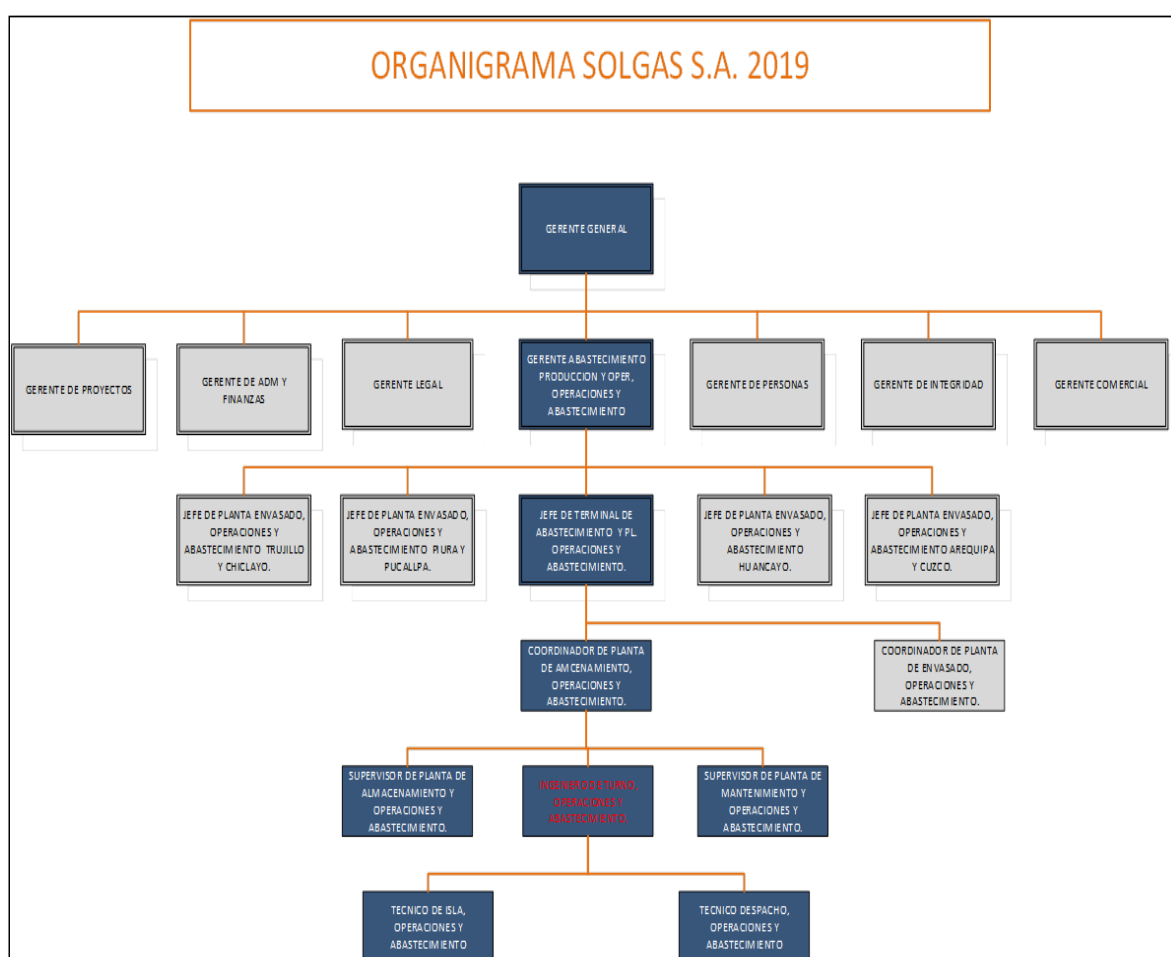 ORGANIGRAMA SOLGAS S.A. 2019
GERENTE GENERAL
GERENTE DE PROYECTOS
GERENTE DE ADM Y
FINANZAS
GERENTE LEGAL
GERENTE ABASTECIMIENTO
PRODUCCION Y OPER,
OPERACIONES Y
ABASTECIMIENTO
GERENTE DE PERSONAS
GERENTE DE INTEGRIDAD
GERENTE COMERCIAL
JEFE DE PLANTA ENVASADO,
OPERACIONES Y
ABASTECIMIENTO TRUJILLO
Y CHICLAYO.
JEFE DE PLANTA ENVASADO,
OPERACIONES Y
ABASTECIMIENTO PIURA Y
PUCALLPA.
JEFE DE TERMINAL DE
ABASTECIMIENTO Y PL.
OPERACIONES Y
ABASTECIMIENTO.
JEFE DE PLANTA ENVASADO,
OPERACIONES Y
ABASTECIMIENTO
HUANCAYO.
JEFE DE PLANTA ENVASADO,
OPERACIONES Y
ABASTECIMIENTO AREQUIPA
Y CUZCO.
COORDINADOR DE PLANTA
DE AMCENAMIENTO,
OPERACIONES Y
ABASTECIMIENTO.
COORDINADOR DE PLANTA
DE ENVASADO,
OPERACIONES Y
ABASTECIMIENTO.
SUPERVISOR DE PLANTA DE
ALMACENAMIENTO Y
OPERACIONES Y
ABASTECIMIENTO.
INGENIERO DE TURNO,
OPERACIONES Y
ABASTECIMIENTO
SUPERVISOR DE PLANTA DE
MANTENIMIENTO Y
OPERACIONES Y
ABASTECIMIENTO.
TECNICO DE ISLA,
OPERACIONES Y
ABASTECIMIENTO
TECNICO DESPACHO,
OPERACIONES Y
ABASTECIMIENTO